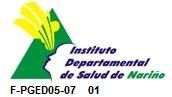 Instituto
Departamental
de Salud de Nariño
F-PGED05-07 01